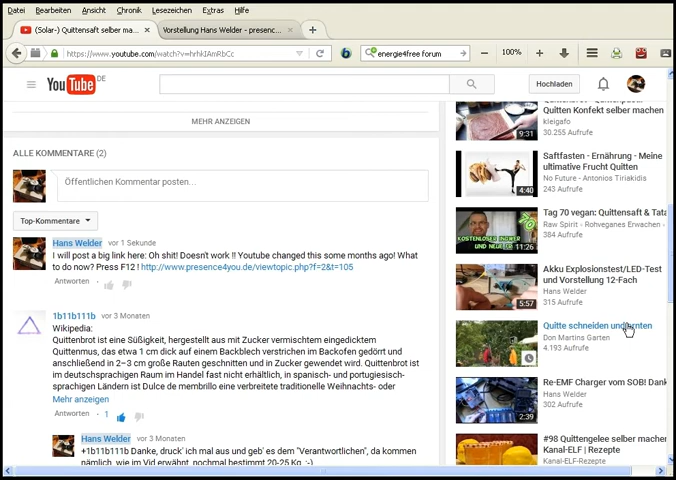 Datei Bearbeiten Ansicht Chronik Lesezeichen Extras Hilfe
(Solar-) Quittensaft selber ma... × Vorstellung Hans Welder - presenc... × +
https://www.youtube.com/watch?v=hrhkIAmRbCc energie4free forum 100%
YouTube DE Hochladen
MEHR ANZEIGEN
ALLE KOMMENTARE (2)
Öffentlichen Kommentar posten...
Top-Kommentare
Hans Welder vor 1 Sekunde
I will post a big link here: Oh shit! Doesn't work !! Youtube changed this some months ago! What
to do now? Press F12 ! http://www.presence4you.de/viewtopic.php?f=2&t=105
Antworten
1b11b111b vor 3 Monaten
Wikipedia:
Quittenbrot ist eine Süßigkeit, hergestellt aus mit Zucker vermischtem eingedicktem
Quittenmus, das etwa 1 cm dick auf einem Backblech verstrichen im Backofen gedörrt und
anschließend in 2–3 cm große Rauten geschnitten und in Zucker gewendet wird. Quittenbrot
ist im deutschsprachigen Raum im Handel fast nicht erhältlich, in spanisch- und portugiesisch-
sprachigen Ländern ist Dulce de membrillo eine verbreitete traditionelle Weihnachts- oder
Mehr anzeigen
Antworten · 1
Hans Welder vor 3 Monaten
+1b11b111b Danke, druck' ich mal aus und geb' es dem "Verantwortlichen", da kommen
nämlich, wie im Vid erwähnt, nochmal bestimmt 20-25 Kg. :-)
Quitten Konfekt selber machen
kleigafo
30.255 Aufrufe
9:31
Saftfasten - Ernährung - Meine
ultimative Frucht Quitten
No Future - Antonios Tiriakidis
243 Aufrufe
4:40
Tag 70 vegan: Quittensaft & Tata
Raw Spirit - Rohveganes Erwachen -
384 Aufrufe
70
KOSTENLOSER INGWER
UND NEUE
11:26
Akku Explosionstest/LED-Test
und Vorstellung 12-Fach
Hans Welder
315 Aufrufe
5:57
Quitte schneiden und ernten
Don Martins Garten
4.193 Aufrufe
Re-EMF Charger vom SOB! Dank
Hans Welder
302 Aufrufe
2:39
#98 Quittengelee selber machen
Kanal-ELF | Rezepte
Kanal-ELF-Rezepte